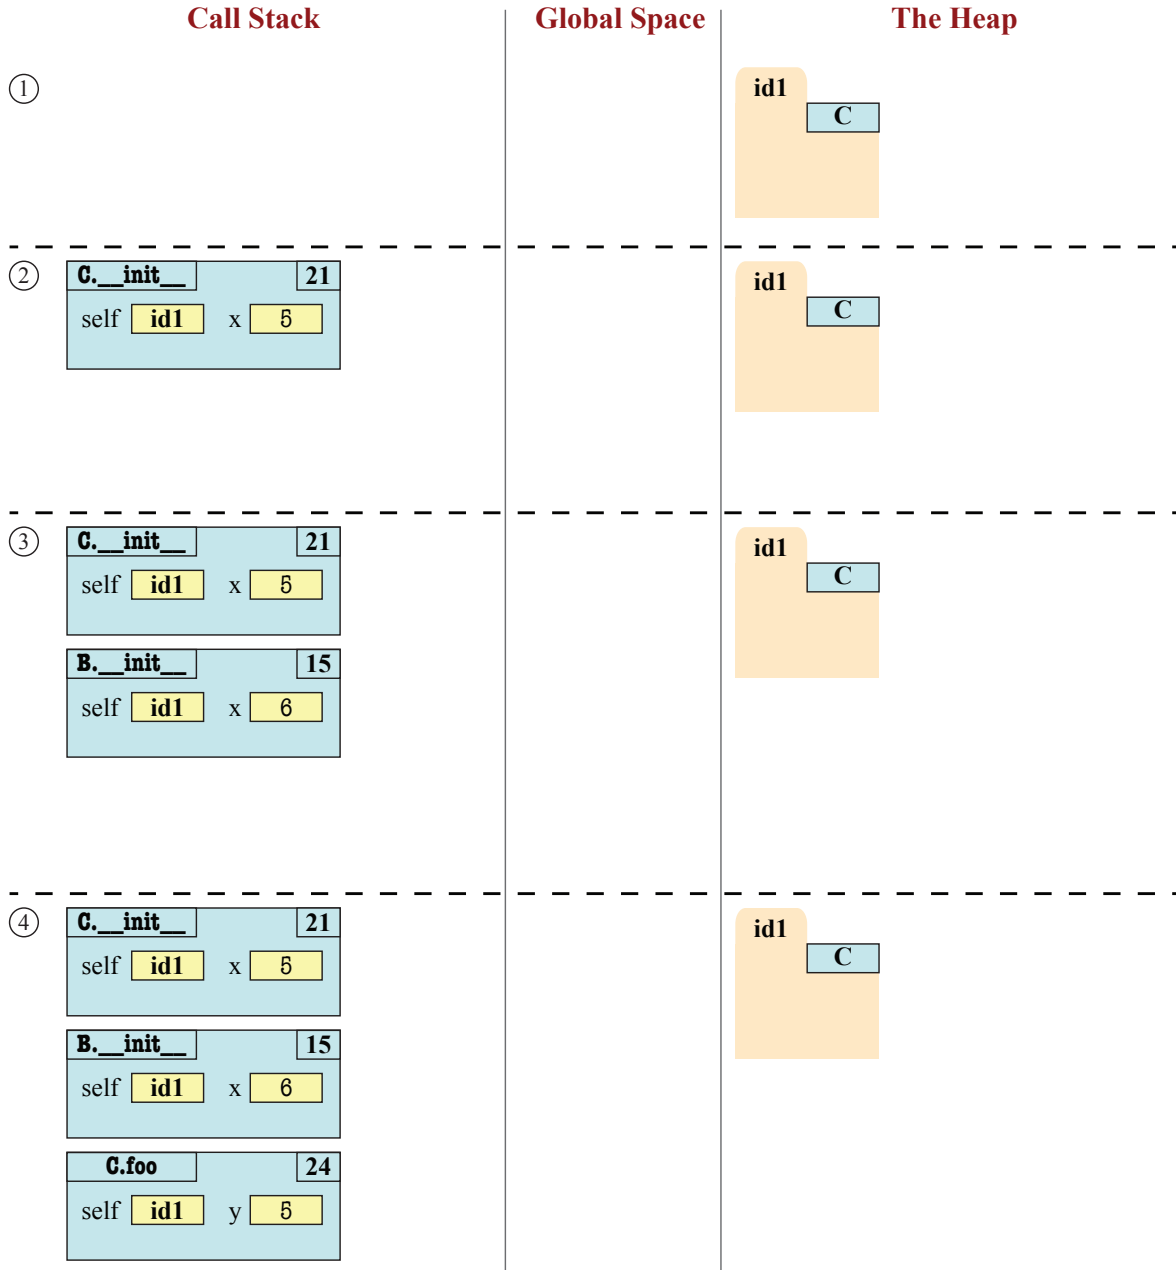 Call Stack Global Space The Heap
① id1
C
② C.__init__ 21 id1
self id1 x 5 C
③ C.__init__ 21 id1
self id1 x 5 C
B.__init__ 15
self id1 x 6
④ C.__init__ 21 id1
self id1 x 5 C
B.__init__ 15
self id1 x 6
C.foo 24
self id1 y 5